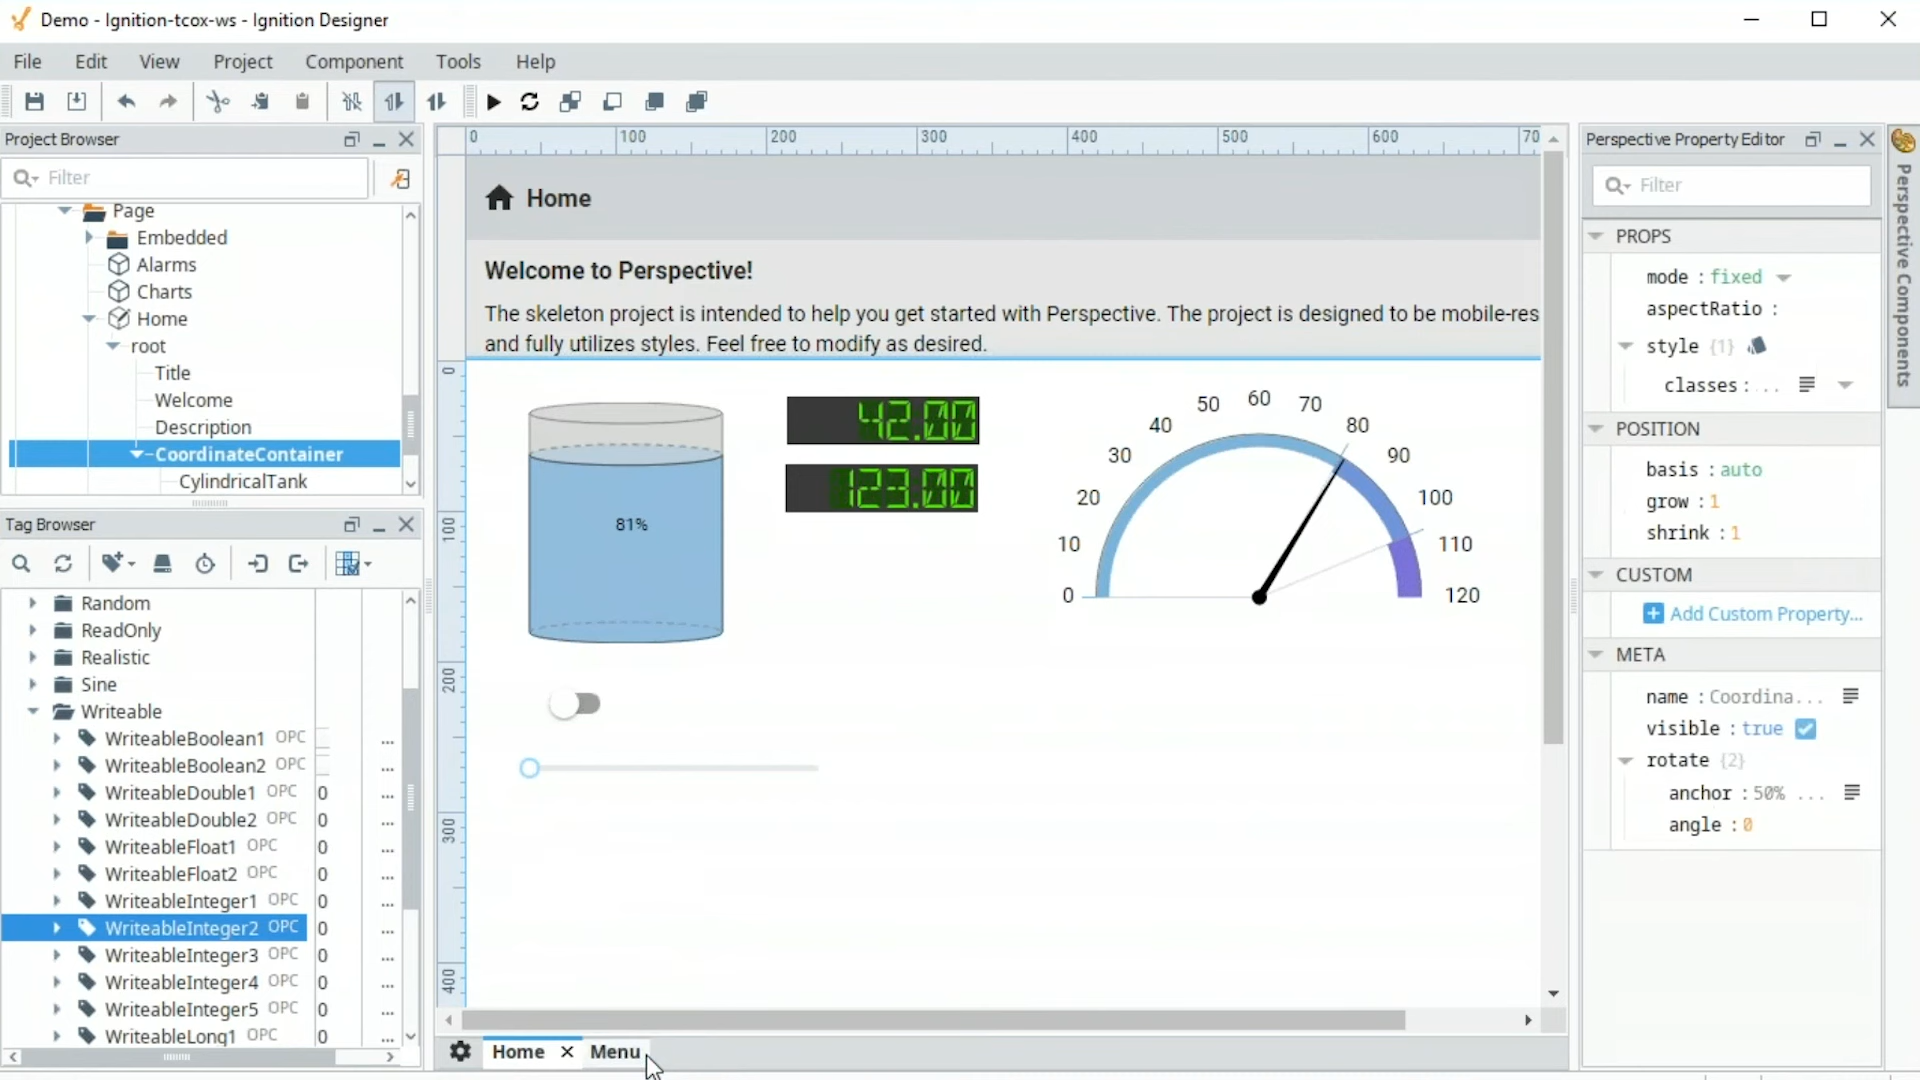 Demo - Ignition-tcox-ws - Ignition Designer
File Edit View Project Component Tools Help
Project Browser
Filter
Page
Embedded
Alarms
Charts
Home
root
Title
Welcome
Description
CoordinateContainer
CylindricalTank
Tag Browser
Random
ReadOnly
Realistic
Sine
Writeable
WriteableBoolean1 OPC ...
WriteableBoolean2 OPC ...
WriteableDouble1 OPC 0 ...
WriteableDouble2 OPC 0 ...
WriteableFloat1 OPC 0 ...
WriteableFloat2 OPC 0 ...
WriteableInteger1 OPC 0 ...
WriteableInteger2 OPC 0 ...
WriteableInteger3 OPC 0 ...
WriteableInteger4 OPC 0 ...
WriteableInteger5 OPC 0 ...
WriteableLong1 OPC 0 ...
0 100 200 300 400 500 600 70
Home
Welcome to Perspective!
The skeleton project is intended to help you get started with Perspective. The project is designed to be mobile-res
and fully utilizes styles. Feel free to modify as desired.
0
100
200
300
400
81%
42.00
123.00
0
10
20
30
40
50
60
70
80
90
100
110
120
Home Menu
Perspective Property Editor
Filter
PROPS
mode : fixed
aspectRatio :
style {1}
classes : ...
POSITION
basis : auto
grow : 1
shrink : 1
CUSTOM
Add Custom Property...
META
name : Coordina...
visible : true
rotate {2}
anchor : 50% ...
angle : 0
Perspective Components